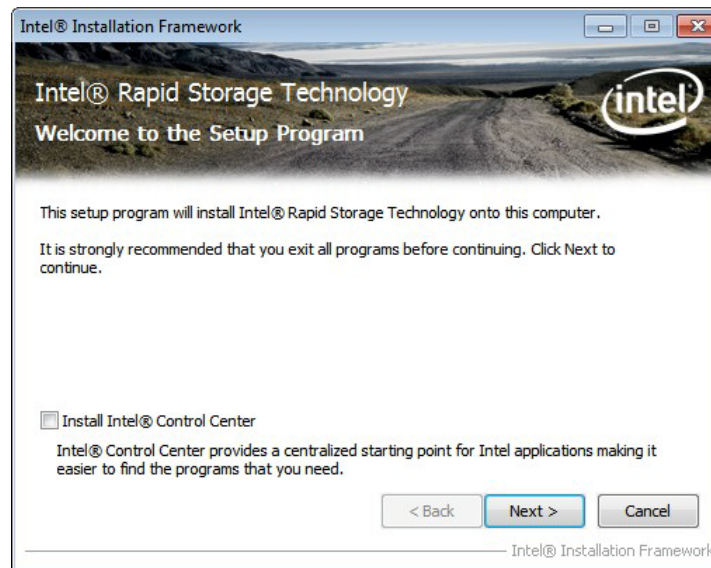 Intel® Installation Framework
Intel® Rapid Storage Technology
Welcome to the Setup Program
intel
This setup program will install Intel® Rapid Storage Technology onto this computer.
It is strongly recommended that you exit all programs before continuing. Click Next to
continue.
Install Intel® Control Center
Intel® Control Center provides a centralized starting point for Intel applications making it
easier to find the programs that you need.
< Back Next > Cancel
Intel® Installation Framework